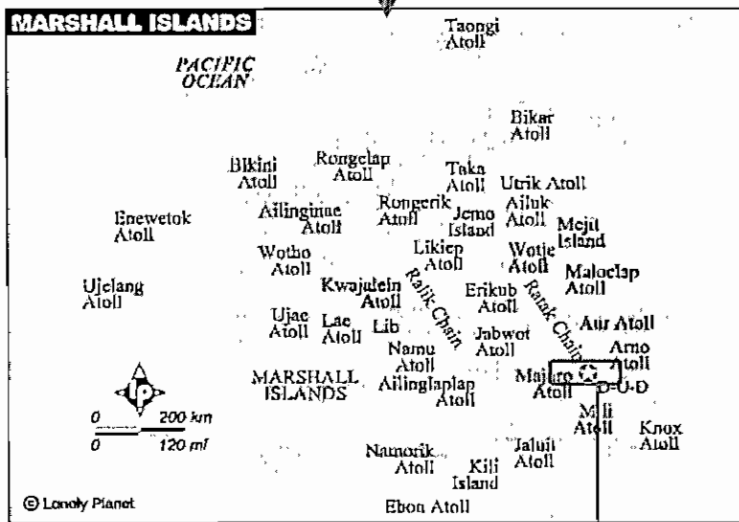 MARSHALL ISLANDS
Taongi
Atoll
PACIFIC
OCEAN
Bikar
Atoll
Bikini
Atoll
Rongelap
Atoll
Taka
Atoll
Utrik Atoll
Enewetok
Atoll
Ailinginae
Atoll
Rongerik
Atoll
Jemo
Island
Ailuk
Atoll
Mejit
Island
Wotho
Atoll
Likiep
Atoll
Wotje
Atoll
Maloelap
Atoll
Ujelang
Atoll
Kwajalein
Atoll
Ralik Chain
Erikub
Atoll
Ratak Chain
Ujae
Atoll
Lae
Atoll
Lib
Namu
Atoll
Jabwot
Atoll
Aur Atoll
Arno
Atoll
MARSHALL
ISLANDS
Ailinglaplap
Atoll
Majuro
Atoll
D-U-D
lp
0 200 km
0 120 mi
Mili
Atoll
Knox
Atoll
Namorik
Atoll
Kili
Island
Jaluit
Atoll
Ebon Atoll
© Lonely Planet